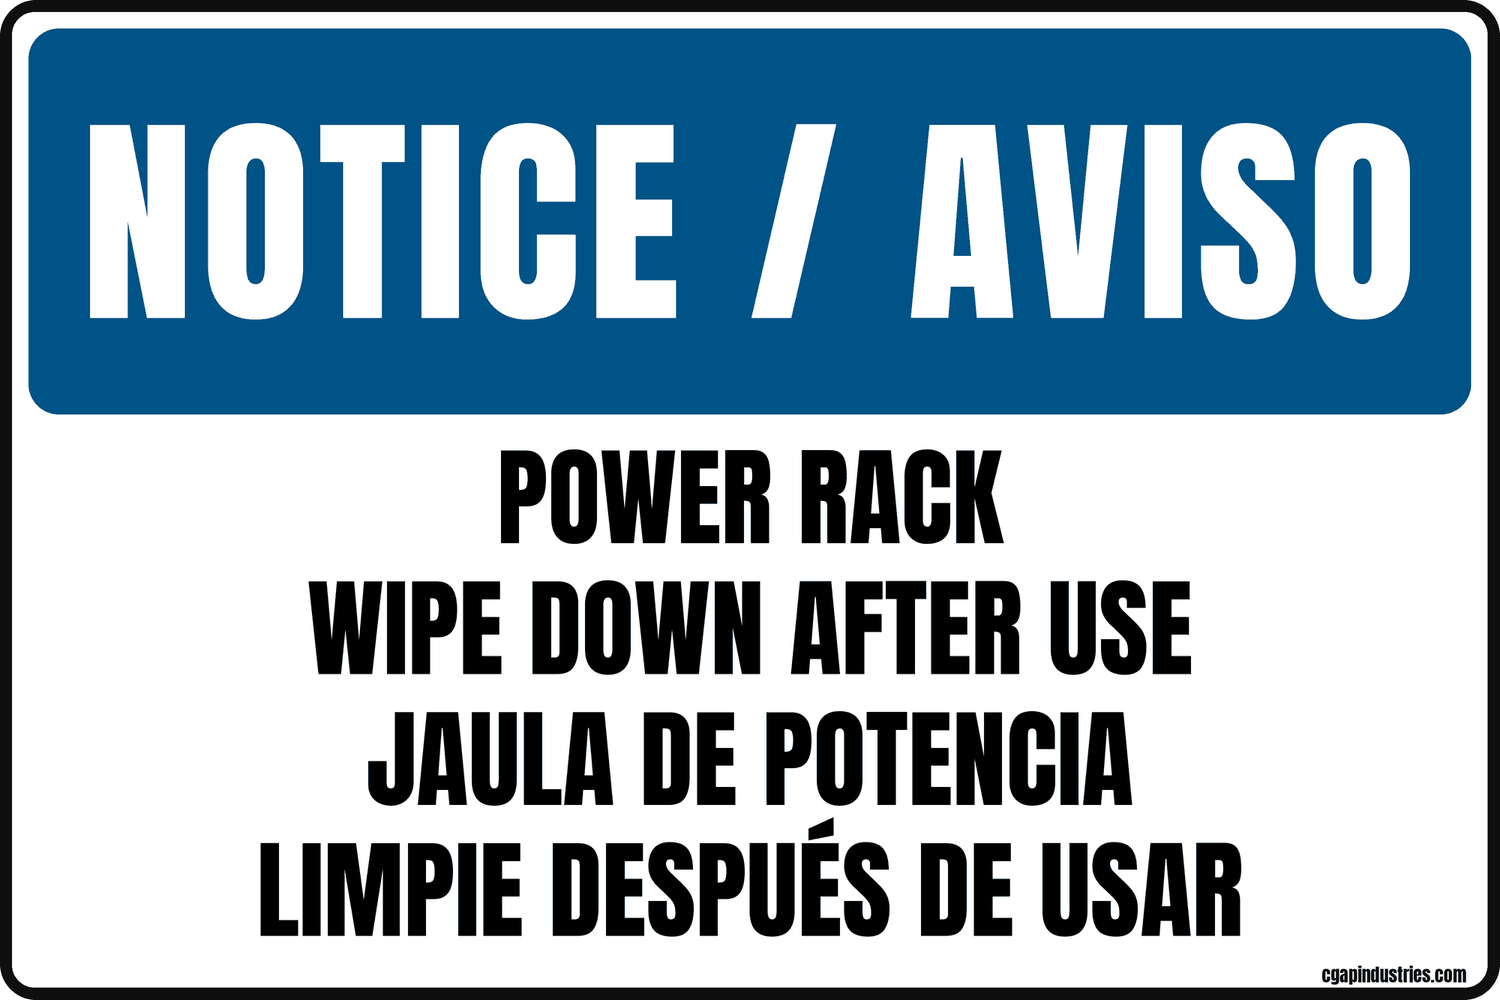 NOTICE / AVISO
POWER RACK
WIPE DOWN AFTER USE
JAULA DE POTENCIA
LIMPIE DESPUÉS DE USAR
cgapindustries.com